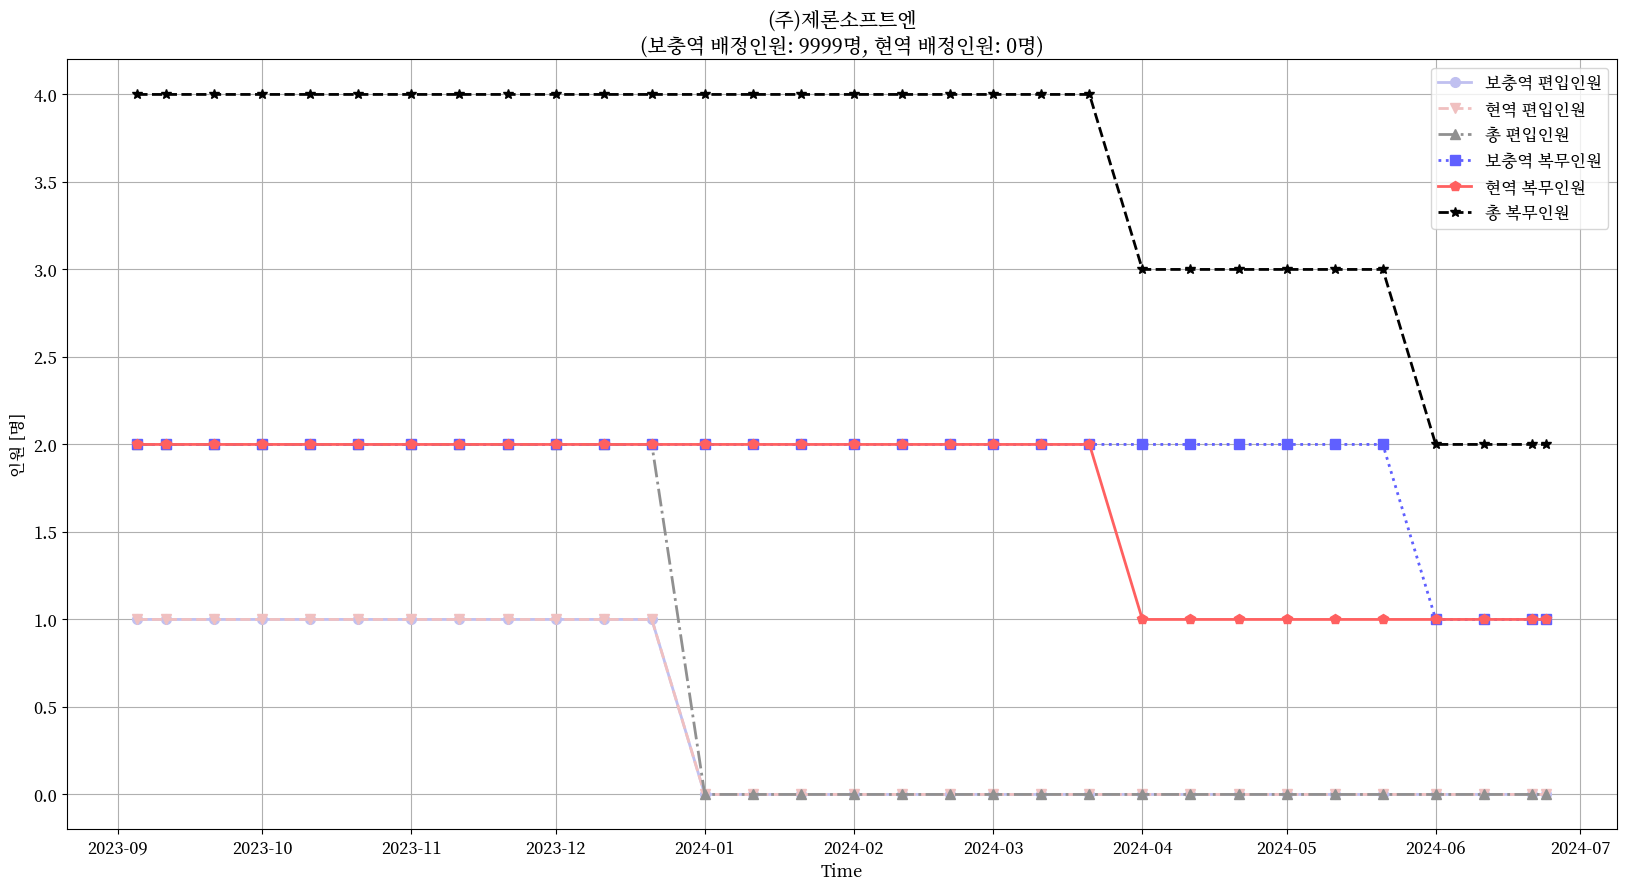 (주)제론소프트엔
(보충역 배정인원: 9999명, 현역 배정인원: 0명)
보충역 편입인원
현역 편입인원
총 편입인원
보충역 복무인원
현역 복무인원
총 복무인원
인원 [명]
4.0
3.5
3.0
2.5
2.0
1.5
1.0
0.5
0.0
2023-09 2023-10 2023-11 2023-12 2024-01 2024-02 2024-03 2024-04 2024-05 2024-06 2024-07
Time